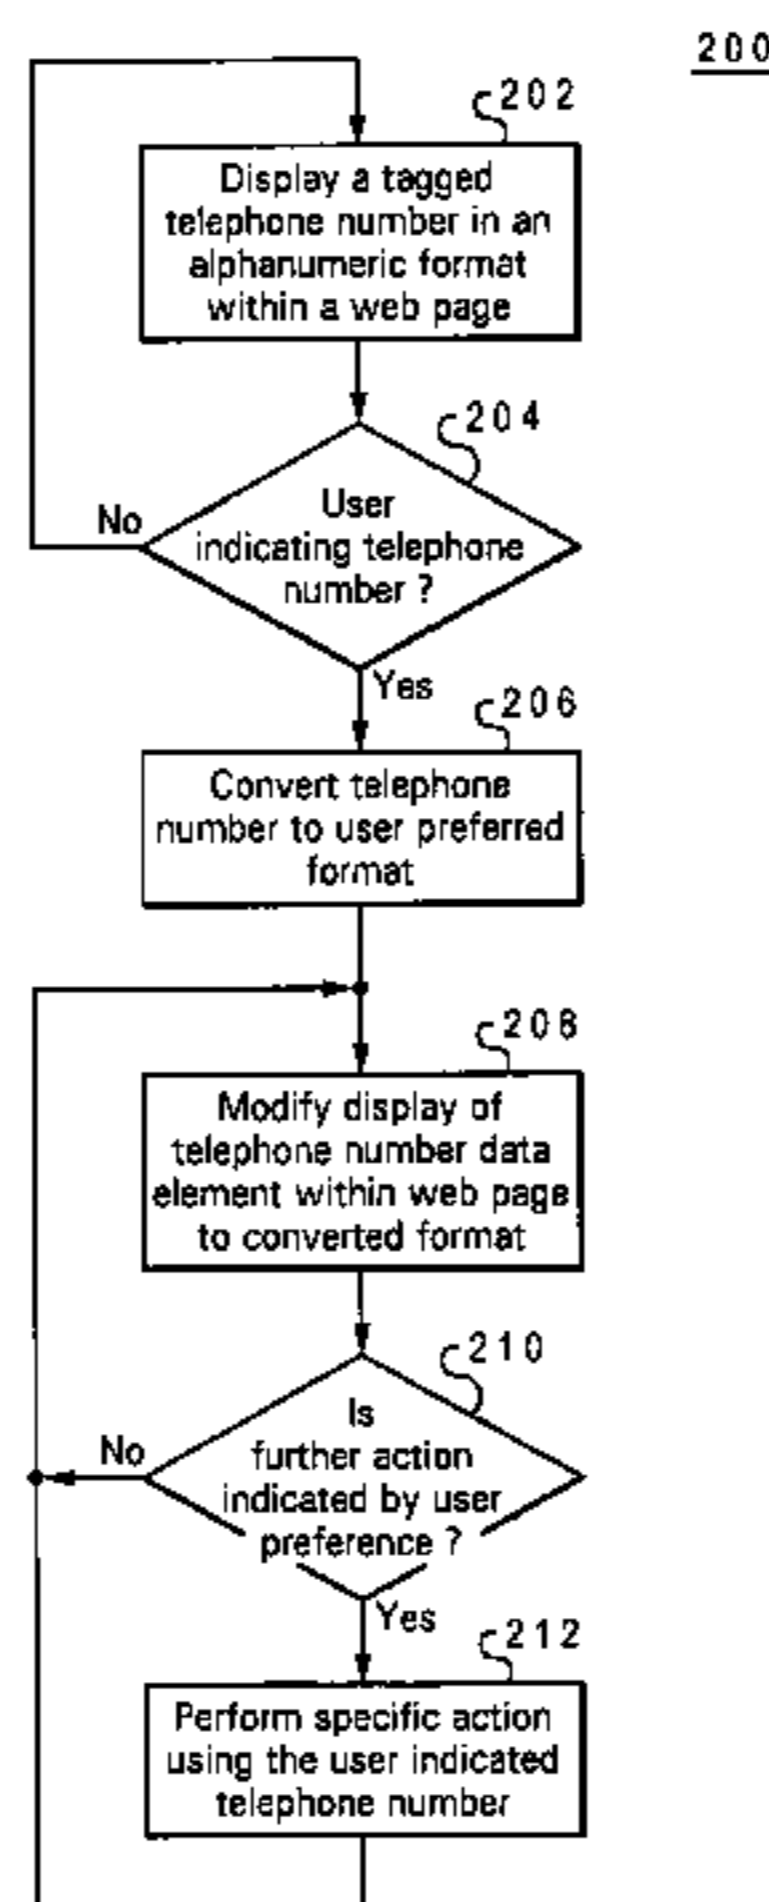 200
202
Display a tagged
telephone number in an
alphanumeric format
within a web page
204
User
indicating telephone
number ?
No
Yes
206
Convert telephone
number to user preferred
format
208
Modify display of
telephone number data
element within web page
to converted format
210
Is
further action
indicated by user
preference ?
No
Yes
212
Perform specific action
using the user indicated
telephone number